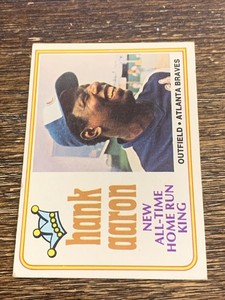 hank
aaron
NEW
ALL-TIME
HOME RUN
KING
OUTFIELD • ATLANTA BRAVES